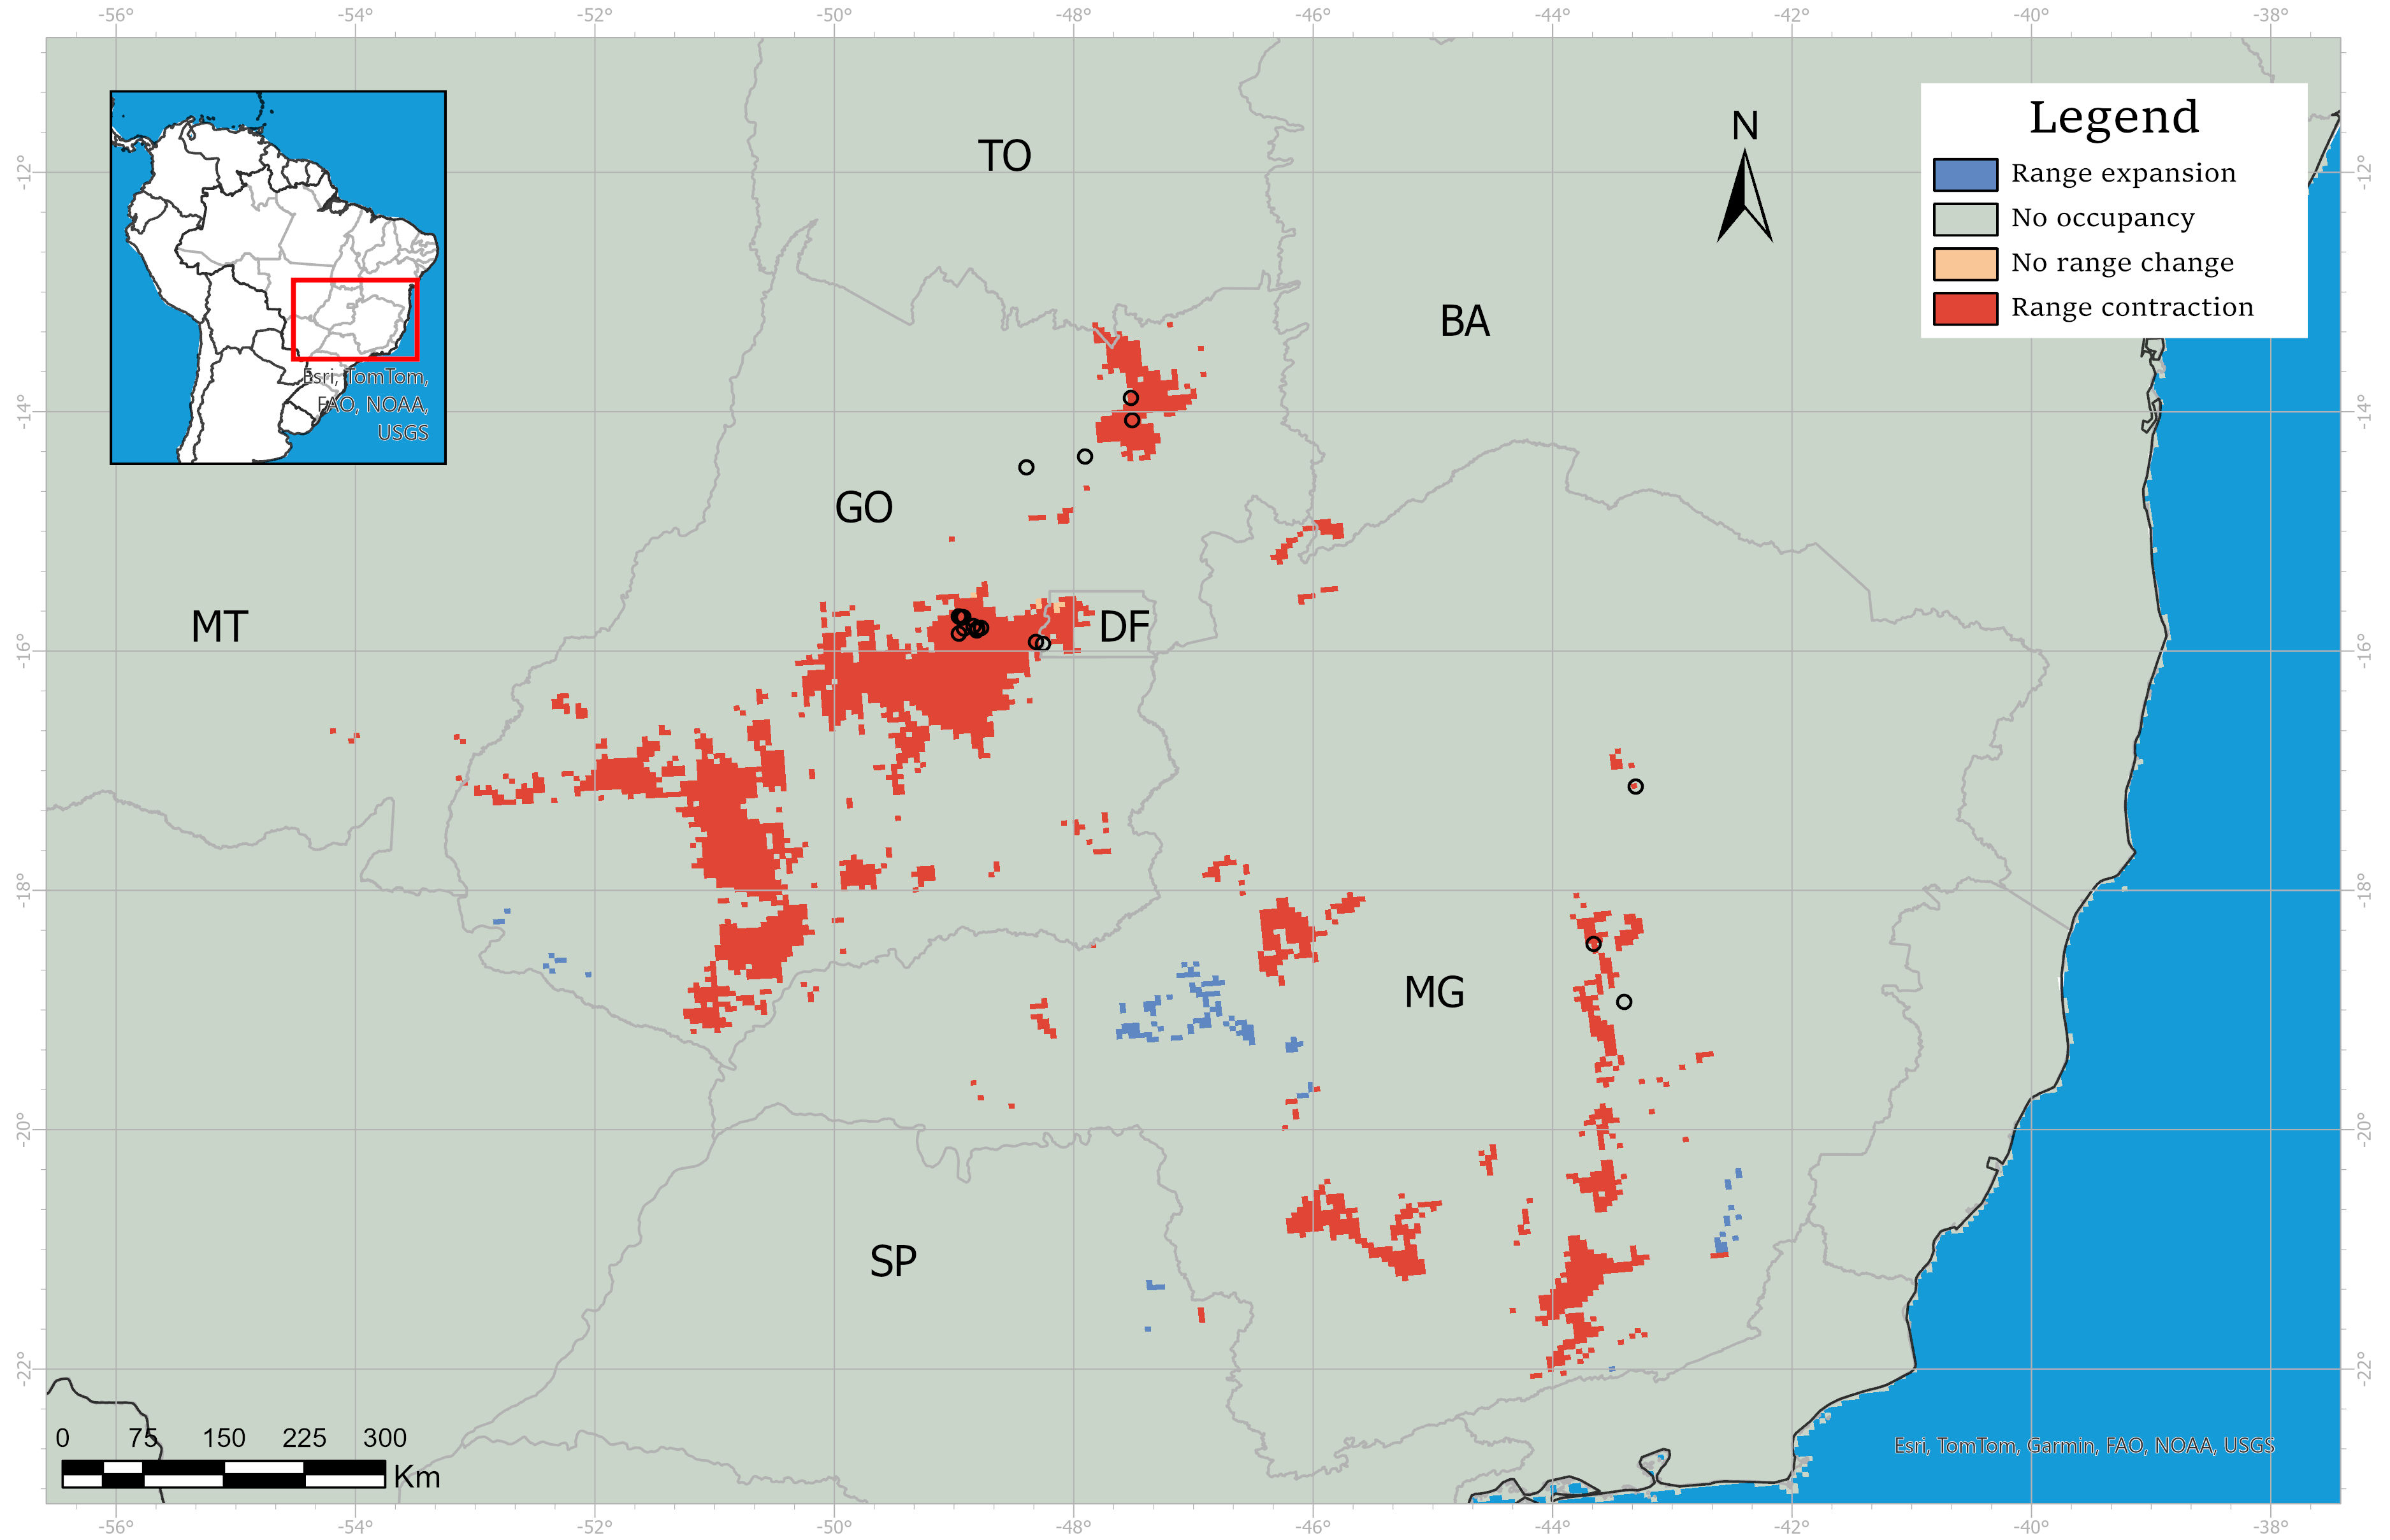 -56° -54° -52° -50° -48° -46° -44° -42° -40° -38°
N
Legend
Range expansion
No occupancy
No range change
Range contraction
TO
-12° -12°
BA
Esri, TomTom,
FAO, NOAA,
USGS
-14° -14°
GO
MT
DF
-16° -16°
-18° -18°
MG
-20° -20°
SP
-22° -22°
0 75 150 225 300
Km
Esri, TomTom, Garmin, FAO, NOAA, USGS
-56° -54° -52° -50° -48° -46° -44° -42° -40° -38°